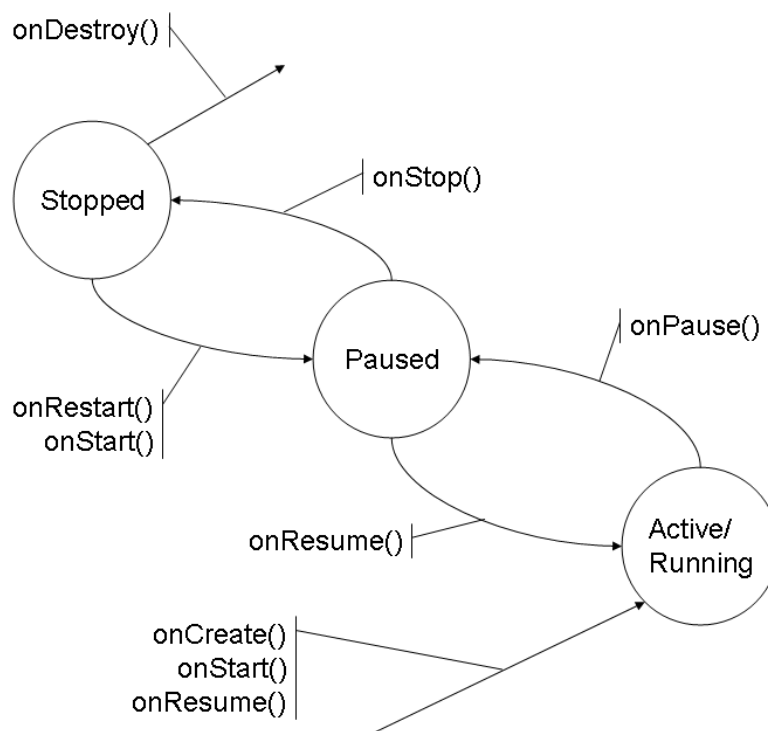 onDestroy()
Stopped
onStop()
onPause()
Paused
onRestart()
onStart()
onResume()
Active/
Running
onCreate()
onStart()
onResume()